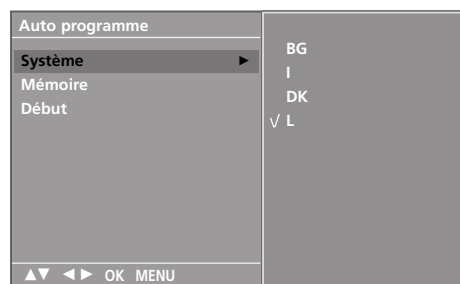 Auto programme
Système ►
Mémoire
Début
▲▼ ◄► OK MENU
BG
I
DK
√ L